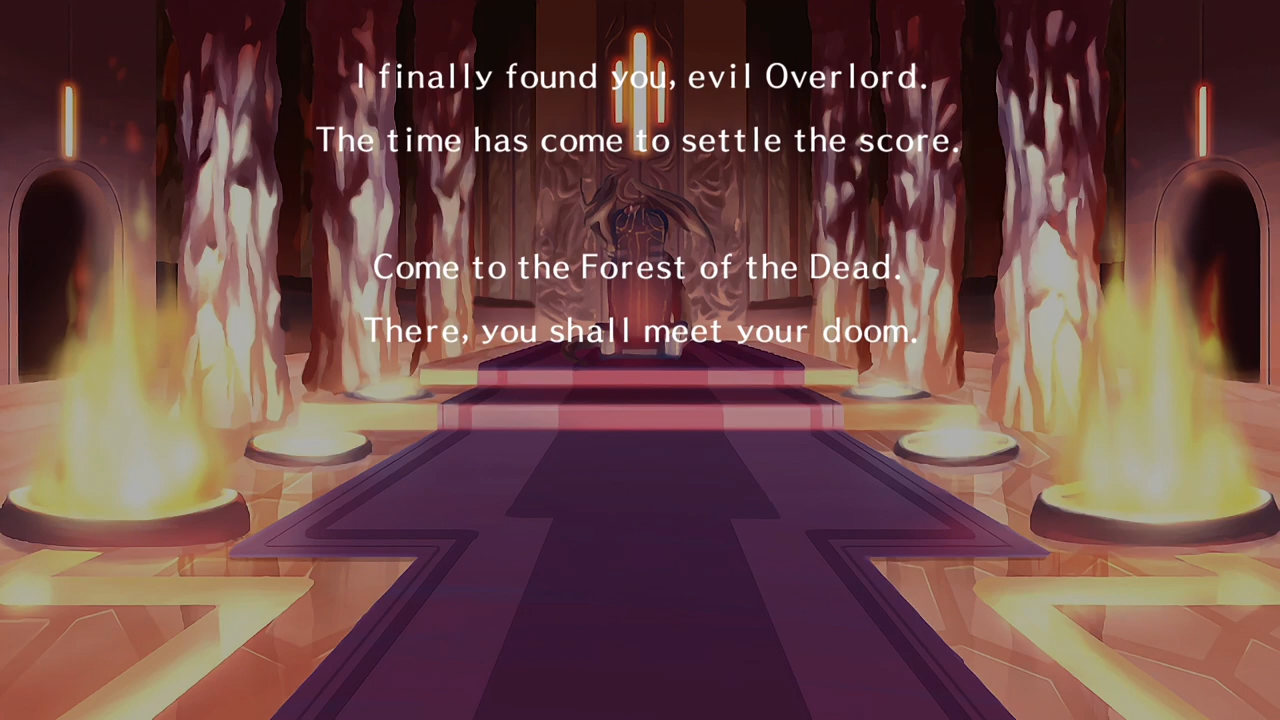 I finally found you, evil Overlord.
The time has come to settle the score.
Come to the Forest of the Dead.
There, you shall meet your doom.